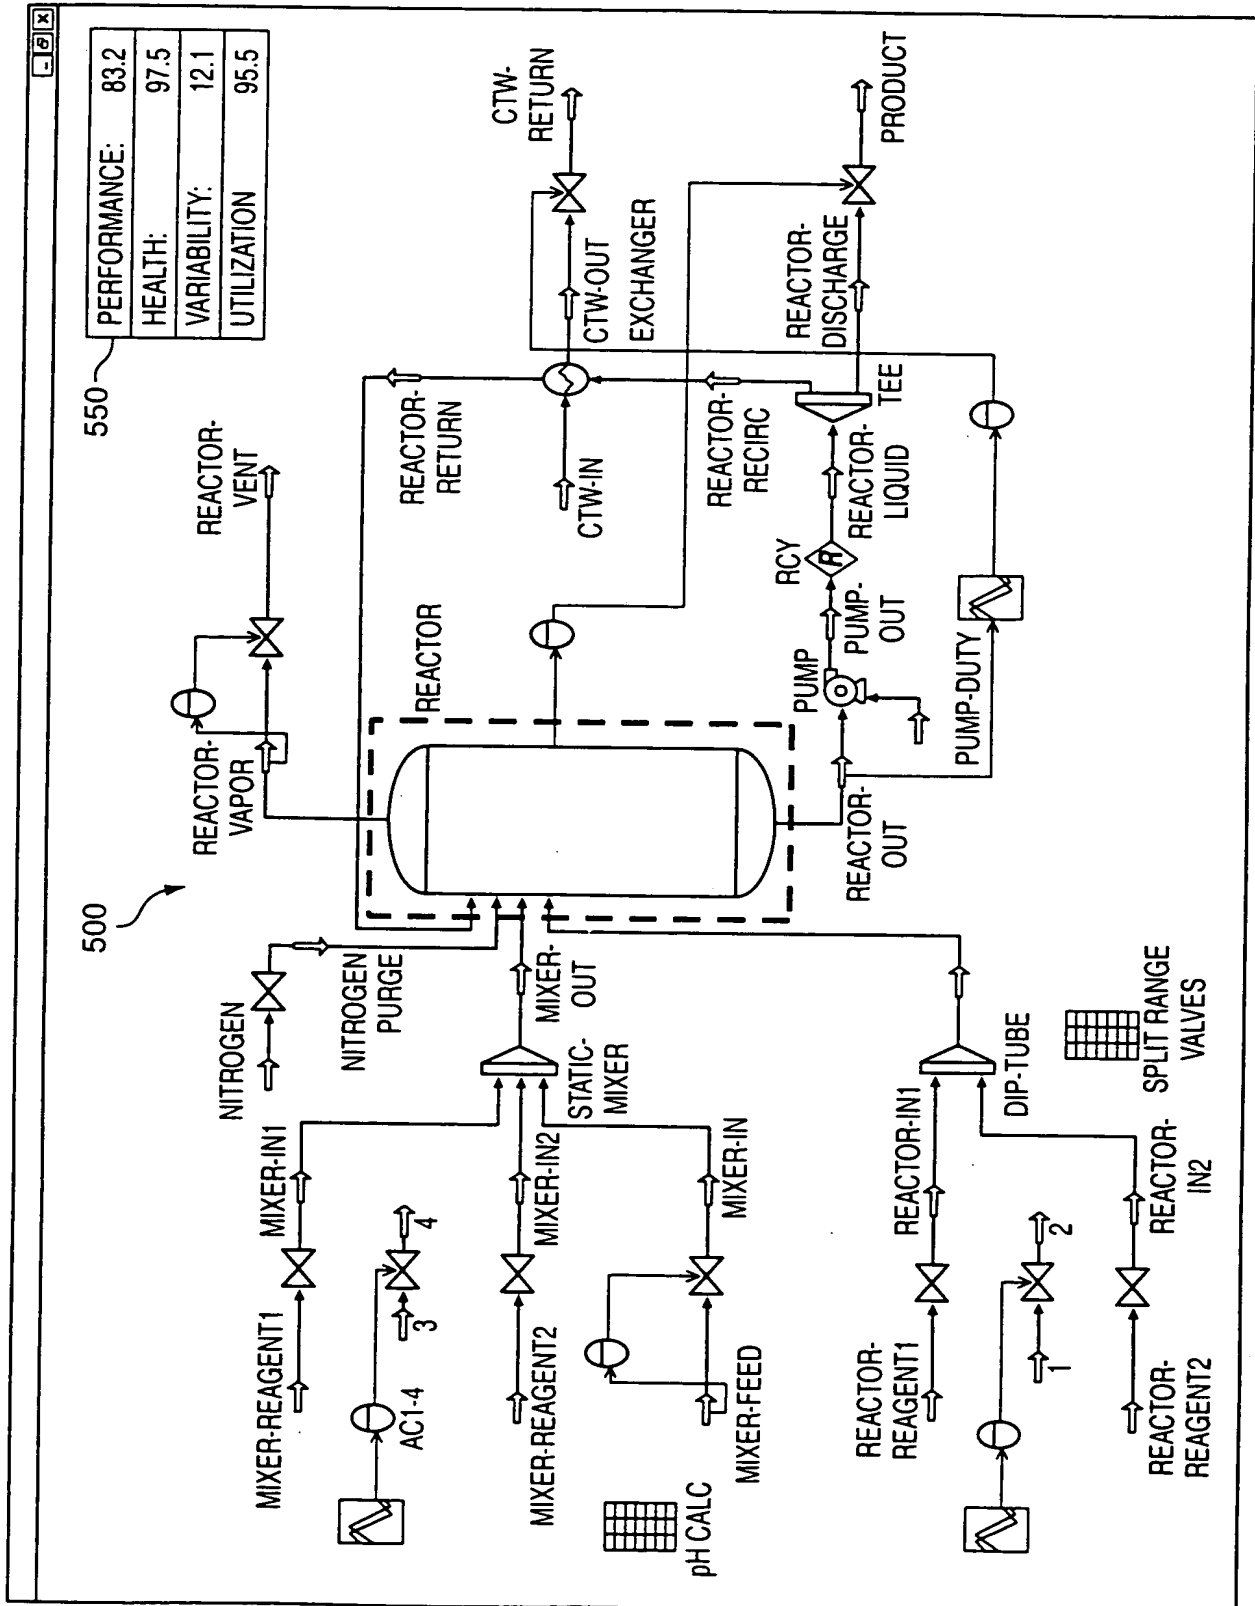 500
550
PERFORMANCE: 83.2
HEALTH: 97.5
VARIABILITY: 12.1
UTILIZATION 95.5
NITROGEN
NITROGEN
PURGE
REACTOR-
VAPOR
REACTOR-
VENT
MIXER-REAGENT1
MIXER-IN1
AC1-4
3
4
MIXER-REAGENT2
MIXER-IN2
STATIC-
MIXER
MIXER-
OUT
REACTOR
REACTOR-
RETURN
CTW-IN
CTW-OUT
CTW-
RETURN
EXCHANGER
pH CALC
MIXER-FEED
MIXER-IN
REACTOR-
RECIRC
RCY
R
PUMP
PUMP-
OUT
REACTOR-
LIQUID
TEE
REACTOR-
DISCHARGE
PRODUCT
REACTOR-
OUT
PUMP-DUTY
REACTOR-
REAGENT1
REACTOR-IN1
DIP-TUBE
1
2
REACTOR-
REAGENT2
REACTOR-
IN2
SPLIT RANGE
VALVES